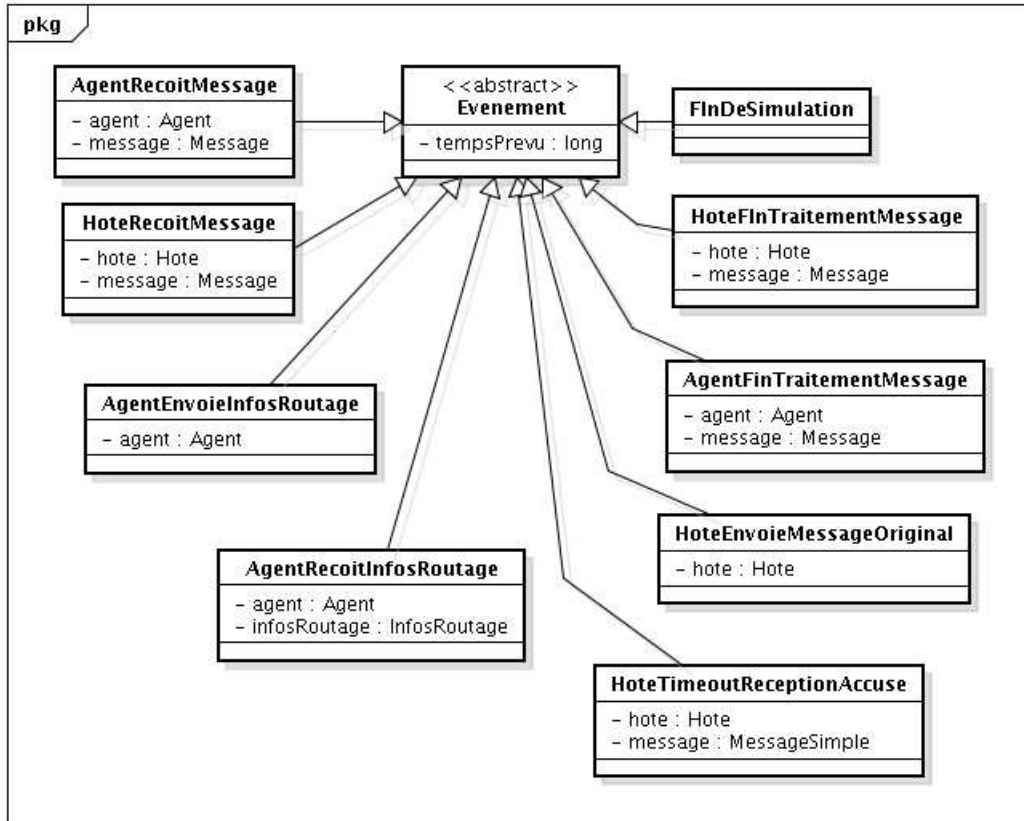 pkg
AgentRecoitMessage
- agent : Agent
- message : Message
<<abstract>>
Evenement
- tempsPrevu : long
FInDeSimulation
HoteRecoitMessage
- hote : Hote
- message : Message
HoteFInTraitementMessage
- hote : Hote
- message : Message
AgentEnvoieInfosRoutage
- agent : Agent
AgentFinTraitementMessage
- agent : Agent
- message : Message
HoteEnvoieMessageOriginal
- hote : Hote
AgentRecoitInfosRoutage
- agent : Agent
- infosRoutage : InfosRoutage
HoteTimeoutReceptionAccuse
- hote : Hote
- message : MessageSimple